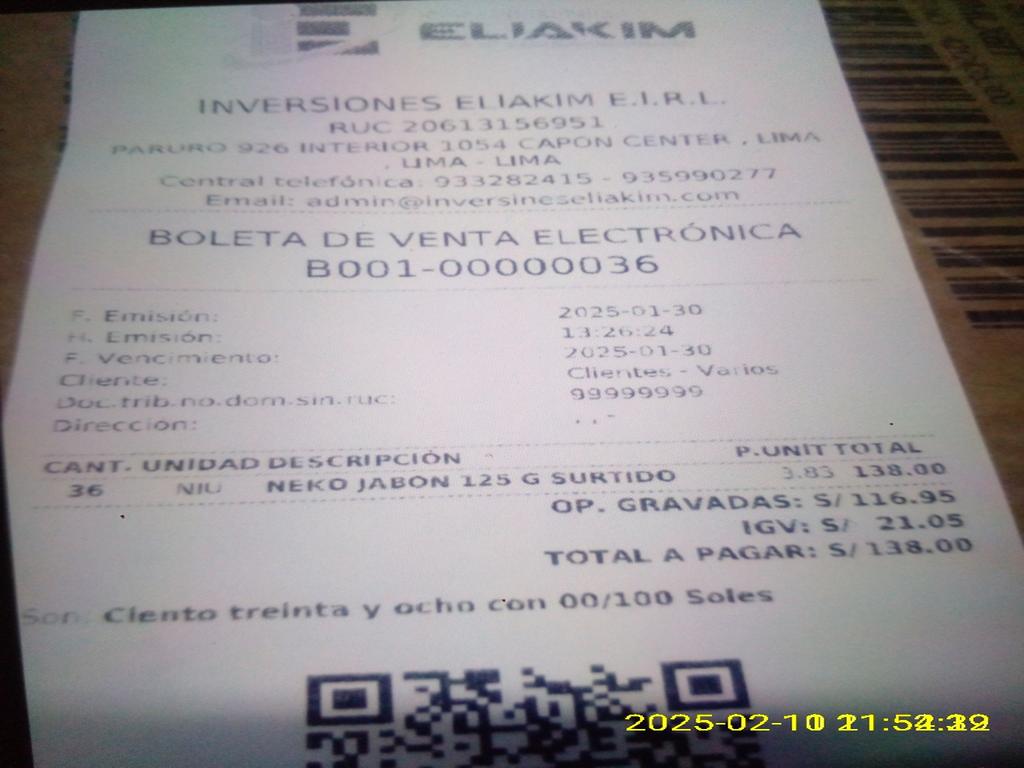 ELIAKIM
INVERSIONES ELIAKIM E.I.R.L.
RUC 20613156951
PARURO 926 INTERIOR 1054 CAPON CENTER , LIMA
, LIMA - LIMA
Central telefónica: 933282415 - 935990277
Email: admin@inversineseliakim.com
BOLETA DE VENTA ELECTRÓNICA
B001-00000036
F. Emisión: 2025-01-30
H. Emisión: 13:26:24
F. Vencimiento: 2025-01-30
Cliente: Clientes - Varios
Doc.trib.no.dom.sin.ruc: 99999999
Dirección: , , -
CANT. UNIDAD DESCRIPCIÓN P.UNIT TOTAL
36 NIU NEKO JABON 125 G SURTIDO 3.83 138.00
OP. GRAVADAS: S/ 116.95
IGV: S/ 21.05
TOTAL A PAGAR: S/ 138.00
Son: Ciento treinta y ocho con 00/100 Soles
2025-02-10